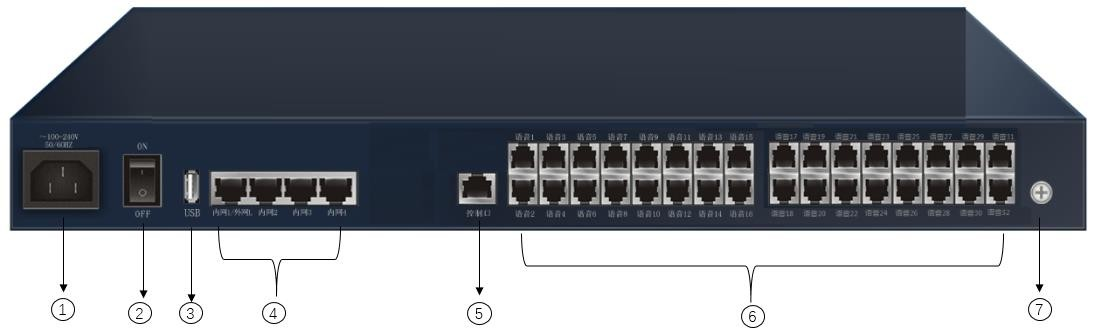 ~100-240V
50/60HZ
ON
OFF
USB
内网1/外网1
内网2
内网3
内网4
控制口
语音1 语音3 语音5 语音7 语音9 语音11 语音13 语音15
语音2 语音4 语音6 语音8 语音10 语音12 语音14 语音16
语音17 语音19 语音21 语音23 语音25 语音27 语音29 语音31
语音18 语音20 语音22 语音24 语音26 语音28 语音30 语音32
① ② ③ ④ ⑤ ⑥ ⑦